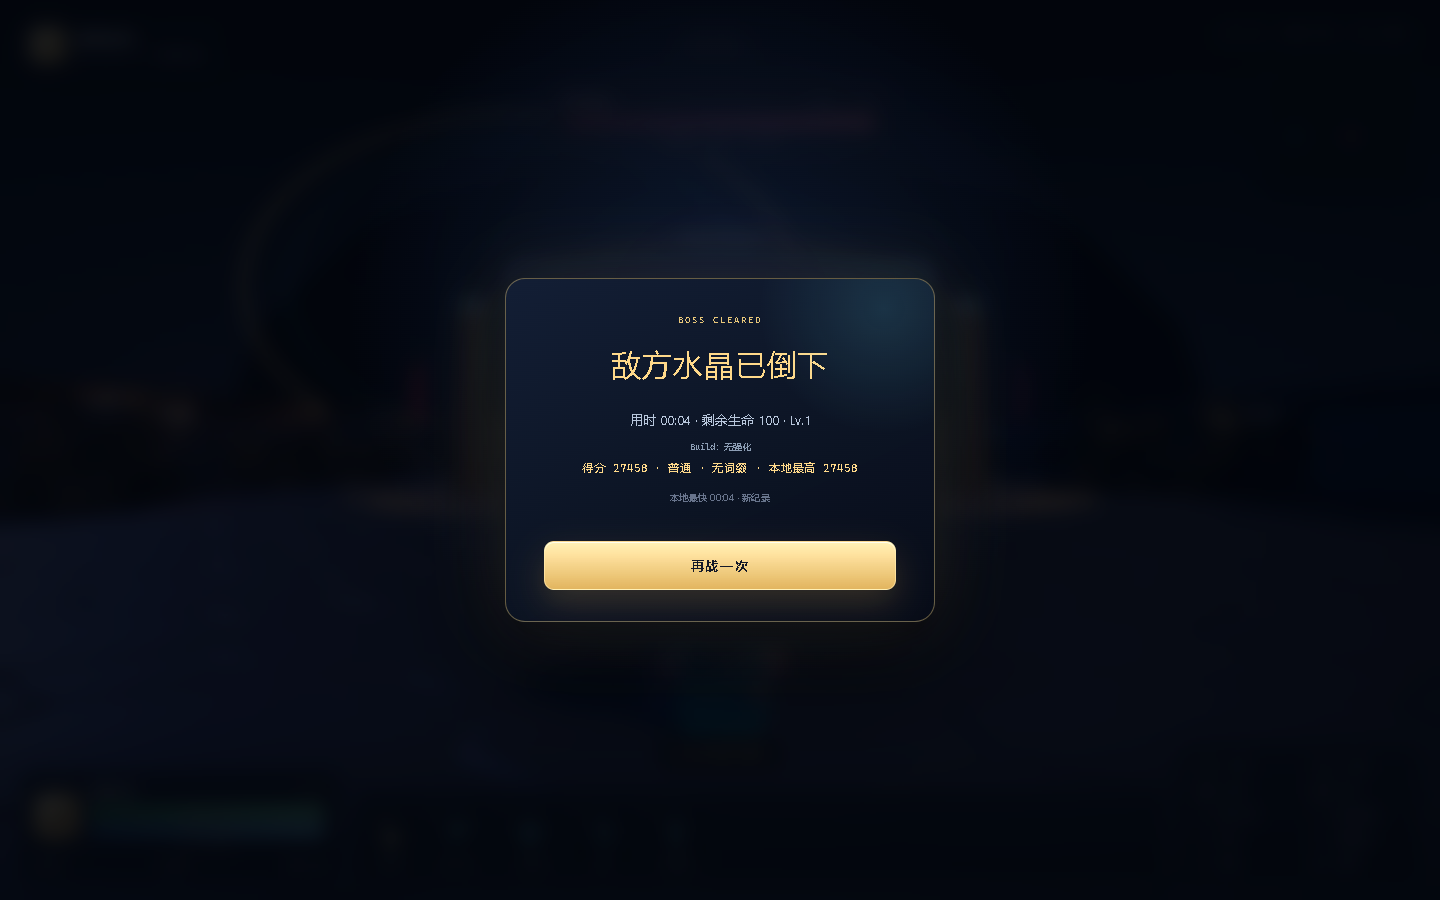 BOSS CLEARED
敌方水晶已倒下
用时 00:04 · 剩余生命 100 · Lv.1
Build: 无强化
得分 27458 · 普通 · 无词缀 · 本地最高 27458
本地最快 00:04 · 新纪录
再战一次